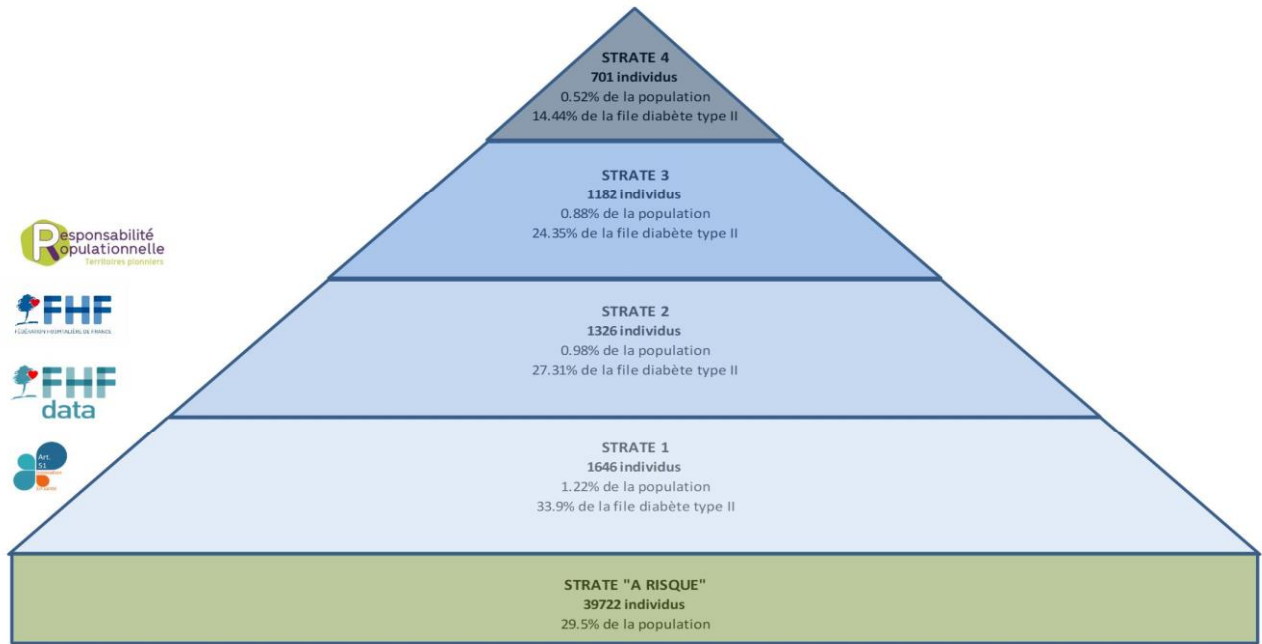 STRATE 4
701 individus
0.52% de la population
14.44% de la file diabète type II
STRATE 3
1182 individus
0.88% de la population
24.35% de la file diabète type II
Responsabilité
Populationnelle
Territoires pionniers
FHF
FÉDÉRATION HOSPITALIÈRE DE FRANCE
STRATE 2
1326 individus
0.98% de la population
27.31% de la file diabète type II
FHF
data
STRATE 1
1646 individus
1.22% de la population
33.9% de la file diabète type II
Art.
51
STRATE "A RISQUE"
39722 individus
29.5% de la population